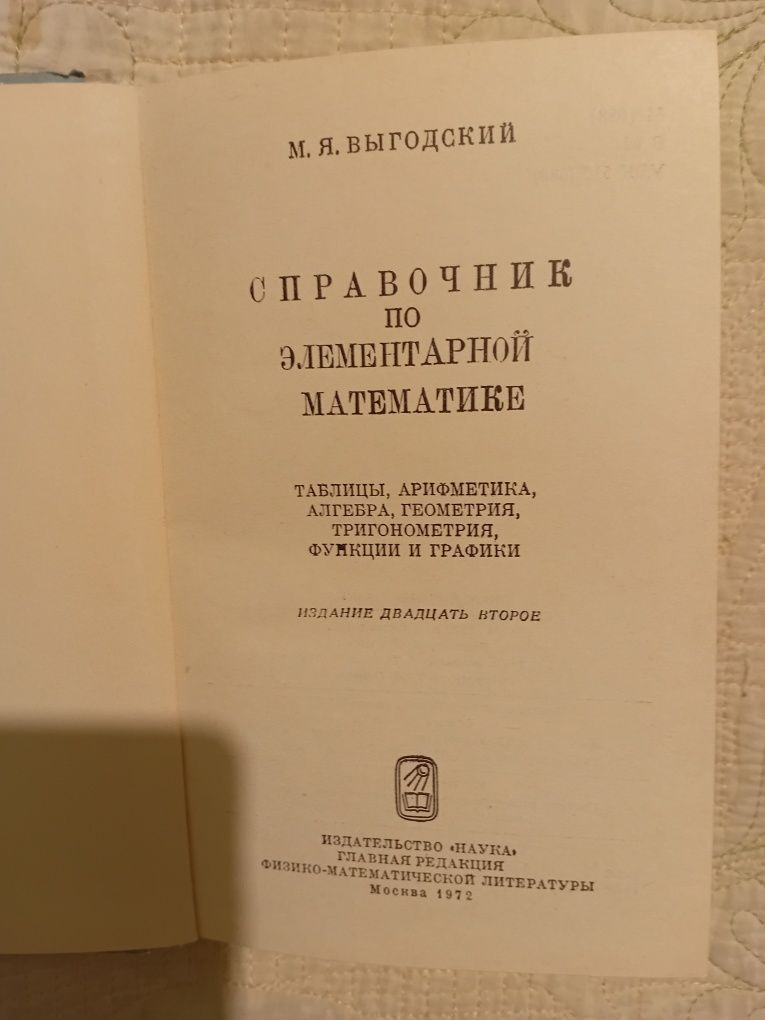 М. Я. ВЫГОДСКИЙ
СПРАВОЧНИК
ПО
ЭЛЕМЕНТАРНОЙ
МАТЕМАТИКЕ
ТАБЛИЦЫ, АРИФМЕТИКА,
АЛГЕБРА, ГЕОМЕТРИЯ,
ТРИГОНОМЕТРИЯ,
ФУНКЦИИ И ГРАФИКИ
ИЗДАНИЕ ДВАДЦАТЬ ВТОРОЕ
ИЗДАТЕЛЬСТВО «НАУКА»
ГЛАВНАЯ РЕДАКЦИЯ
ФИЗИКО-МАТЕМАТИЧЕСКОЙ ЛИТЕРАТУРЫ
Москва 1972